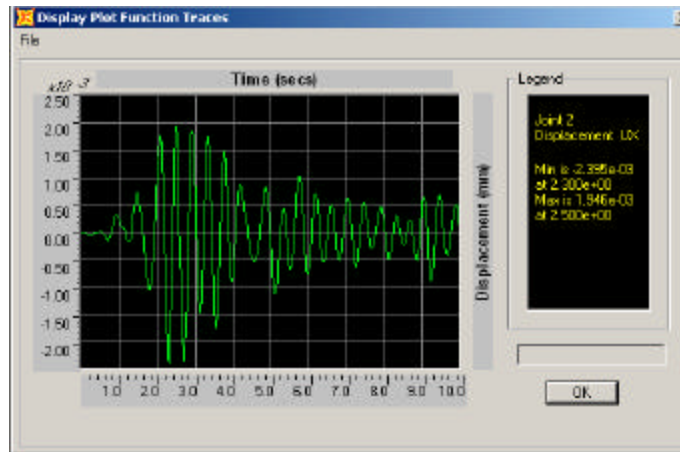 Display Plot Function Traces
File
x10 -3
Time (secs)
2.50
2.00
1.50
1.00
0.50
0.00
-0.50
-1.00
-1.50
-2.00
1.0 2.0 3.0 4.0 5.0 6.0 7.0 8.0 9.0 10.0
Displacement (mm)
Legend
Joint 2
Displacement UX
Min is -2.395e-03
at 2.300e+00
Max is 1.946e-03
at 2.500e+00
OK